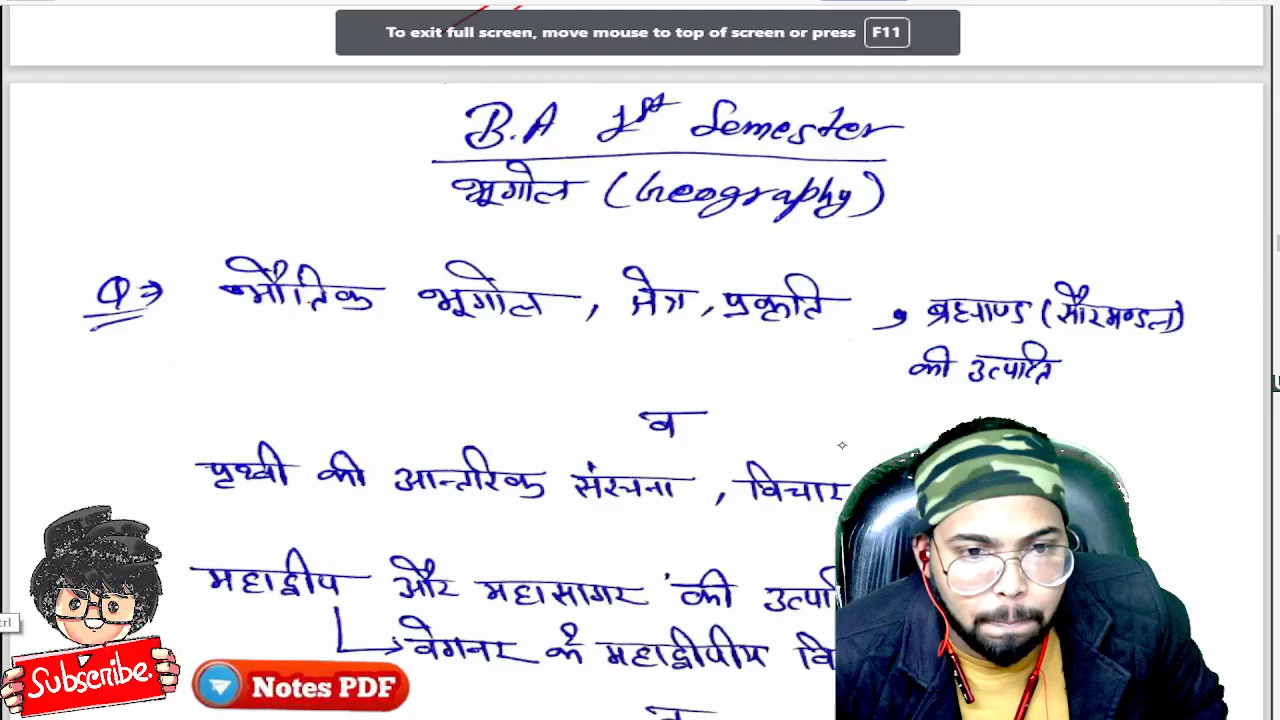 To exit full screen, move mouse to top of screen or press F11
B.A 1st Semester
भूगोल (Geography)
Q⇒ भौतिक भूगोल, क्षेत्र, प्रकृति, ब्रह्माण्ड (सौरमण्डल)
की उत्पत्ति
व
पृथ्वी की आन्तरिक संरचना, विचार
महाद्वीप और महासागर की
वेगनर के महाद्वीपीय
व
Subscribe.
Notes PDF